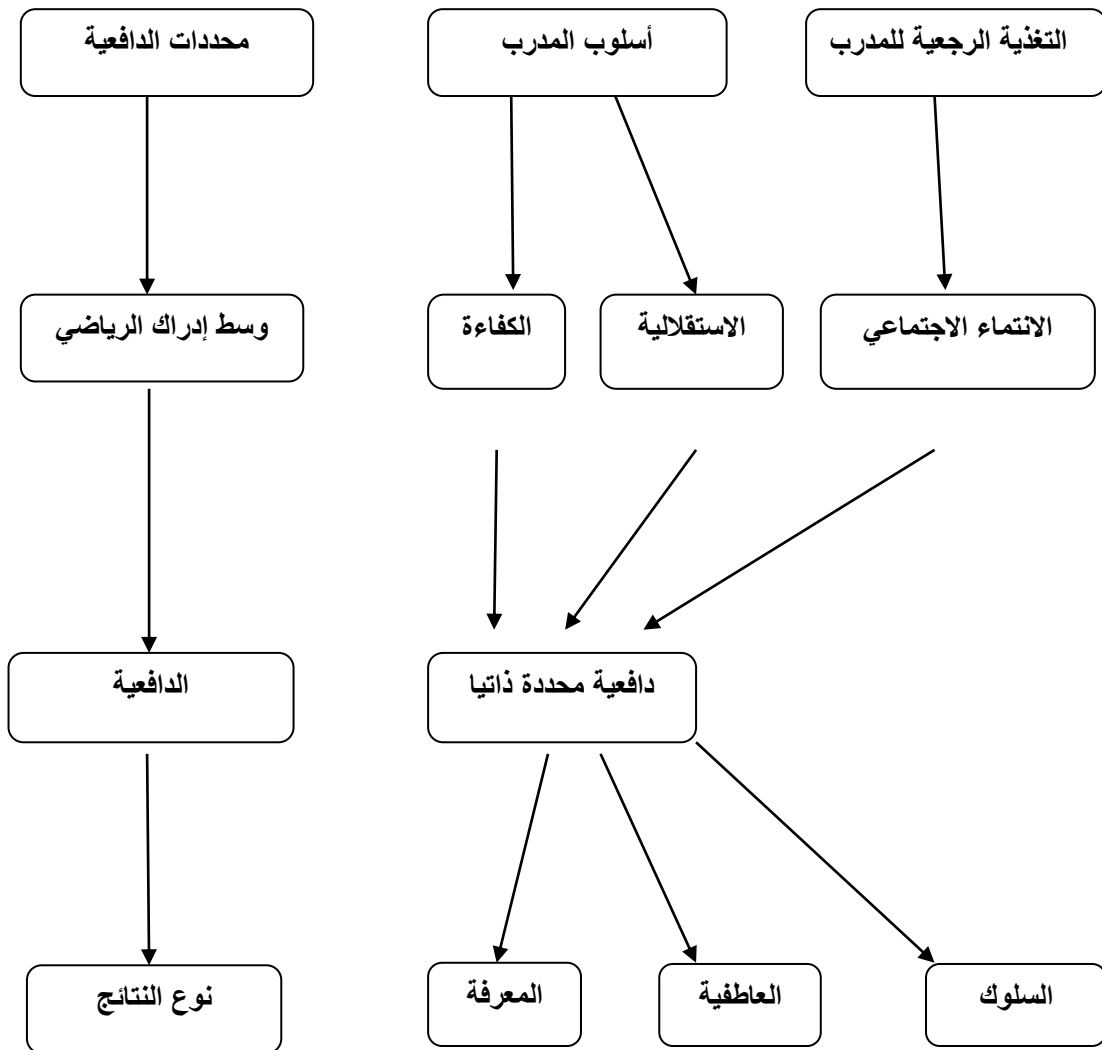 التغذية الرجعية للمدرب
أسلوب المدرب
محددات الدافعية
الانتماء الاجتماعي
الاستقلالية
الكفاءة
وسط إدراك الرياضي
دافعية محددة ذاتيا
الدافعية
السلوك
العاطفية
المعرفة
نوع النتائج